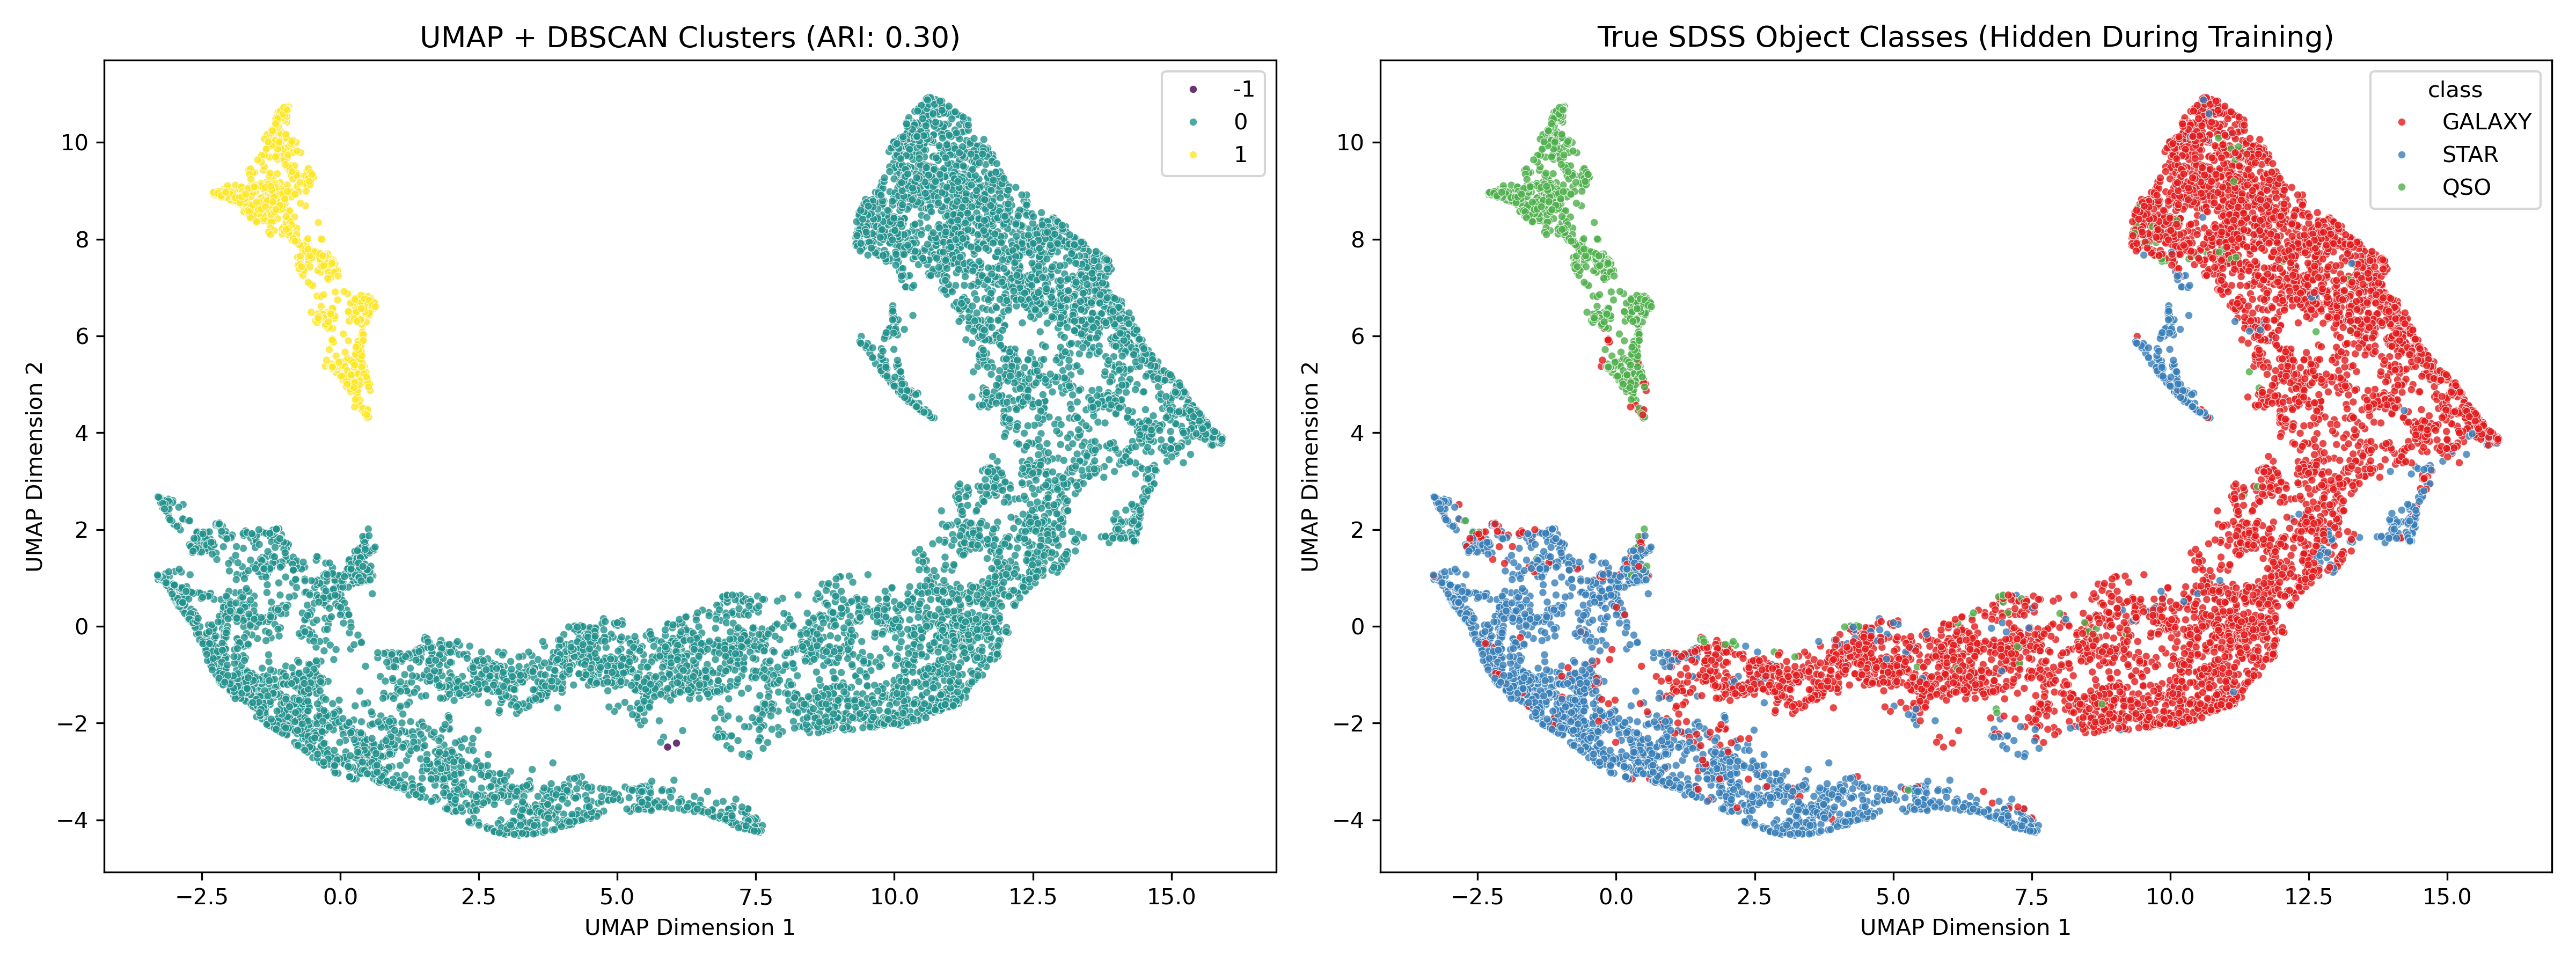 UMAP + DBSCAN Clusters (ARI: 0.30)
-1
0
1
10
8
6
4
2
0
−2
−4
UMAP Dimension 2
−2.5 0.0 2.5 5.0 7.5 10.0 12.5 15.0
UMAP Dimension 1
True SDSS Object Classes (Hidden During Training)
class
GALAXY
STAR
QSO
10
8
6
4
2
0
−2
−4
UMAP Dimension 2
−2.5 0.0 2.5 5.0 7.5 10.0 12.5 15.0
UMAP Dimension 1